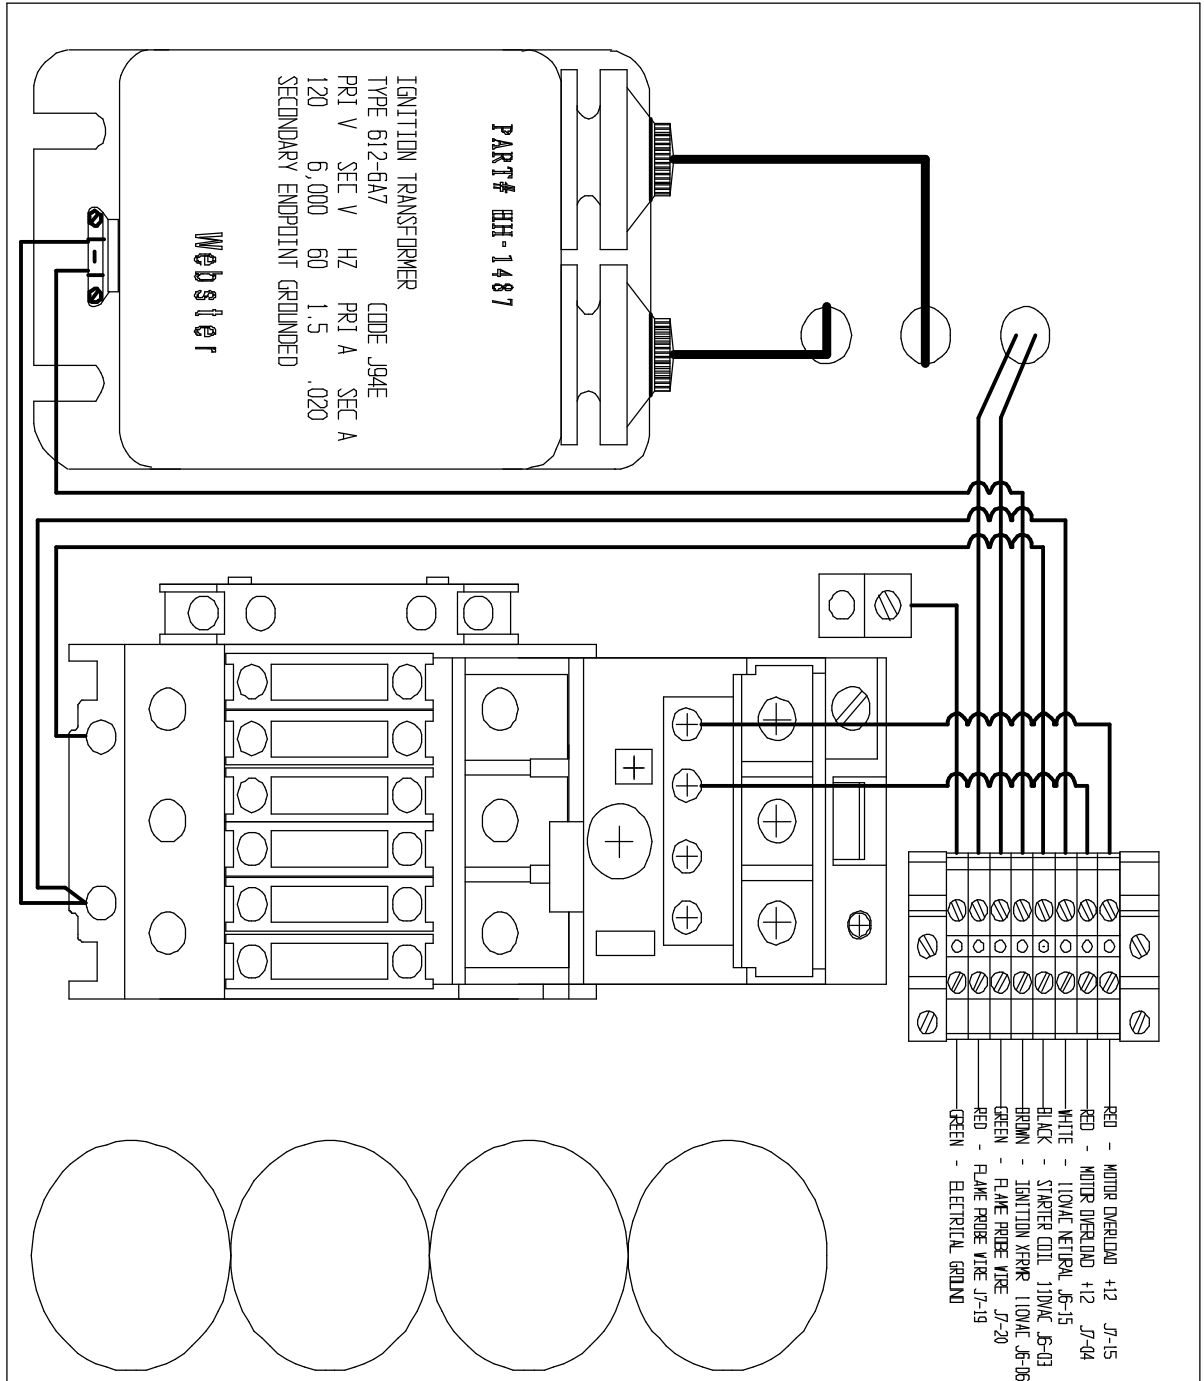 PART# HH-1487
IGNITION TRANSFORMER
TYPE 612-6A7 CODE J94E
PRI V SEC V HZ PRI A SEC A
120 6,000 60 1.5 .020
SECONDARY ENDPOINT GROUNDED
Webster
RED - MOTOR OVERLOAD +12 J7-15
RED - MOTOR OVERLOAD +12 J7-04
WHITE - 110VAC NETURAL J6-15
BLACK - STARTER COIL 110VAC J6-03
BROWN - IGNITION XFRMR 110VAC J6-06
GREEN - FLAME PROBE WIRE J7-20
RED - FLAME PROBE WIRE J7-19
GREEN - ELECTRICAL GROUND